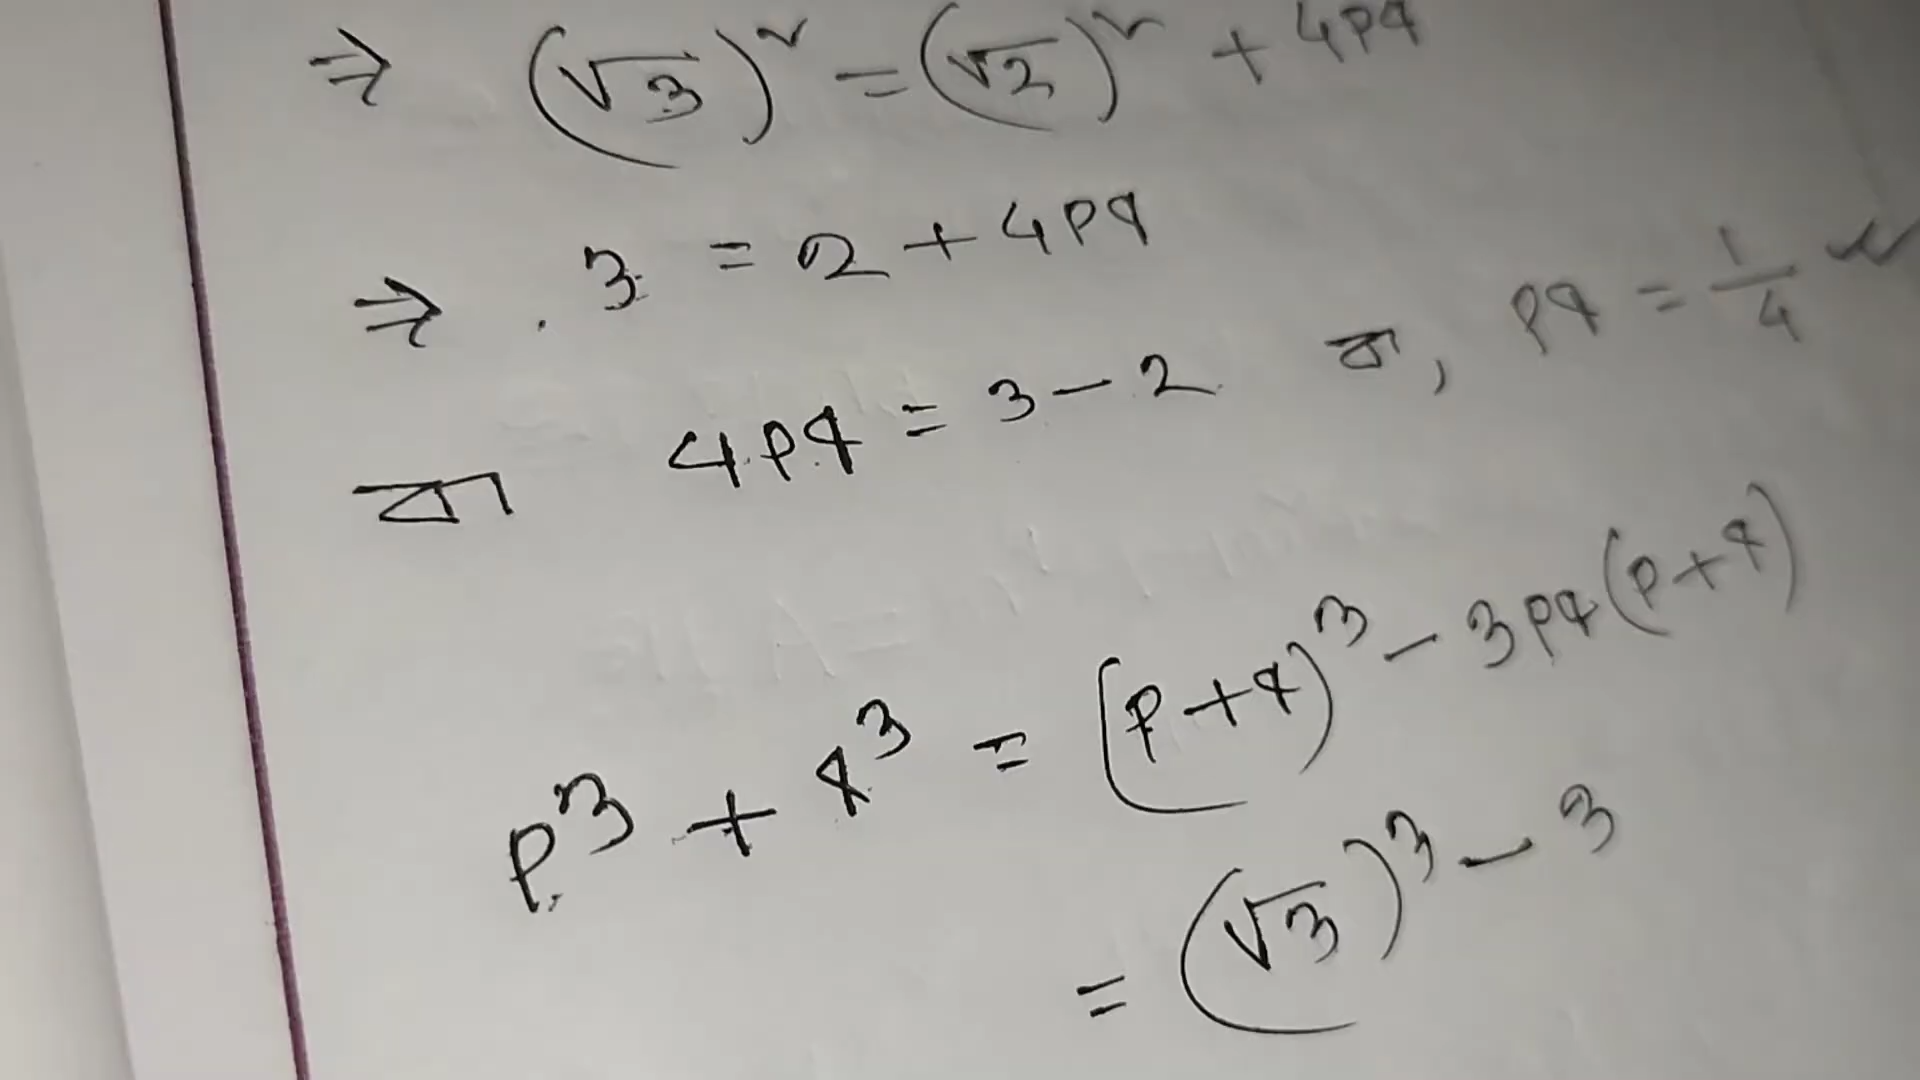 ⇒ (√3)² = (√2)² + 4pq
⇒ 3 = 2 + 4pq
বা 4pq = 3 - 2 বা, pq = 1/4
p³ + q³ = (p+q)³ - 3pq(p+q)
= (√3)³ - 3